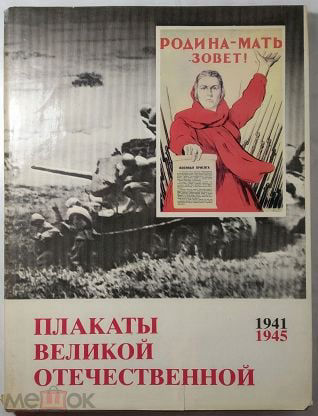 РОДИНА-МАТЬ
ЗОВЕТ!
ВОЕННАЯ ПРИСЯГА
ПЛАКАТЫ
ВЕЛИКОЙ
ОТЕЧЕСТВЕННОЙ
1941
1945
Мешок